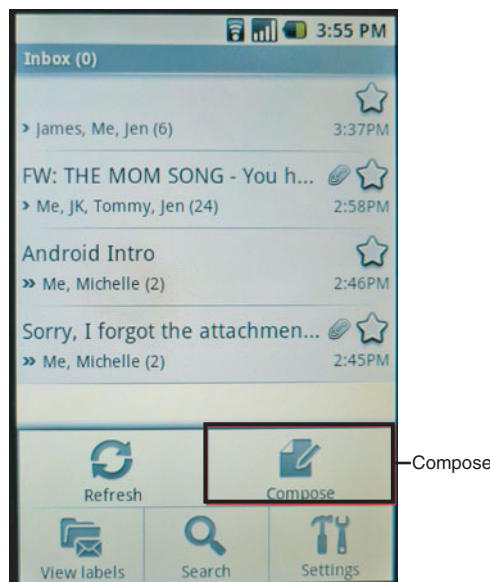 3:55 PM
Inbox (0)
› James, Me, Jen (6) 3:37PM
FW: THE MOM SONG - You h...
› Me, JK, Tommy, Jen (24) 2:58PM
Android Intro
» Me, Michelle (2) 2:46PM
Sorry, I forgot the attachmen...
» Me, Michelle (2) 2:45PM
Refresh Compose
Compose
View labels Search Settings